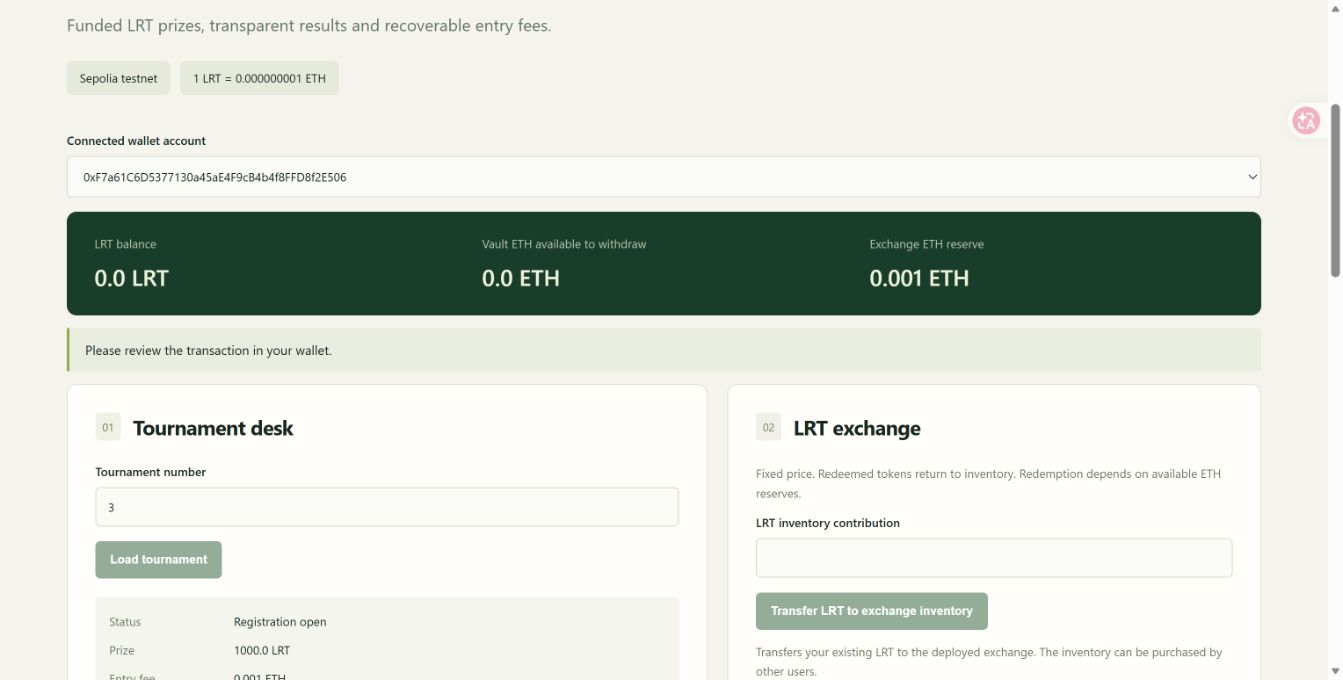 Funded LRT prizes, transparent results and recoverable entry fees.
Sepolia testnet
1 LRT = 0.000000001 ETH
Connected wallet account
0xF7a61C6D5377130a45aE4F9cB4b4f8FFD8f2E506
LRT balance
0.0 LRT
Vault ETH available to withdraw
0.0 ETH
Exchange ETH reserve
0.001 ETH
Please review the transaction in your wallet.
01
Tournament desk
Tournament number
3
Load tournament
Status
Registration open
Prize
1000.0 LRT
Entry fee
0.001 ETH
02
LRT exchange
Fixed price. Redeemed tokens return to inventory. Redemption depends on available ETH
reserves.
LRT inventory contribution
Transfer LRT to exchange inventory
Transfers your existing LRT to the deployed exchange. The inventory can be purchased by
other users.